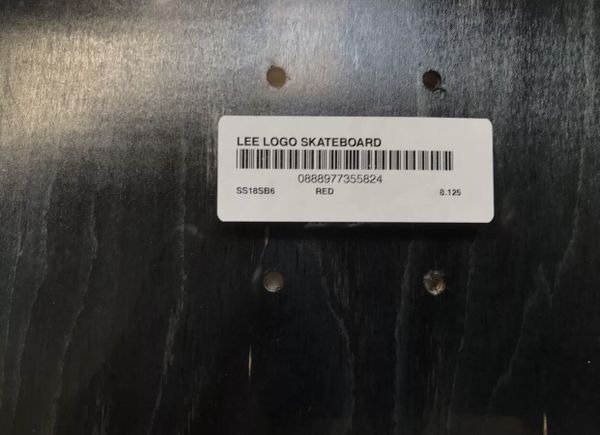 LEE LOGO SKATEBOARD
0888977355824
SS18SB6 RED 8.125